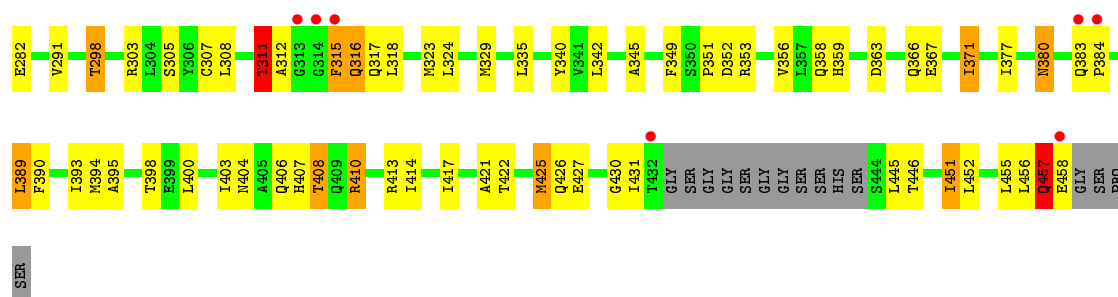 E282 V291 T298 R303 L304 S305 Y306 C307 L308 T311 A312 G313 G314 F315 Q316 Q317 L318 M323 L324 M329 L335 Y340 V341 L342 A345 F349 S350 P351 D352 R353 V356 L357 Q358 H359 D363 Q366 E367 I371 I377 N380 Q383 P384
L389 F390 I393 M394 A395 T398 E399 L400 I403 N404 A405 Q406 H407 T408 Q409 R410 R413 I414 I417 A421 T422 M425 Q426 E427 G430 I431 T432 GLY SER GLY GLY SER GLY GLY SER SER HIS SER S444 L445 T446 I451 L452 L455 L456 Q457 E458 GLY SER PRO
SER